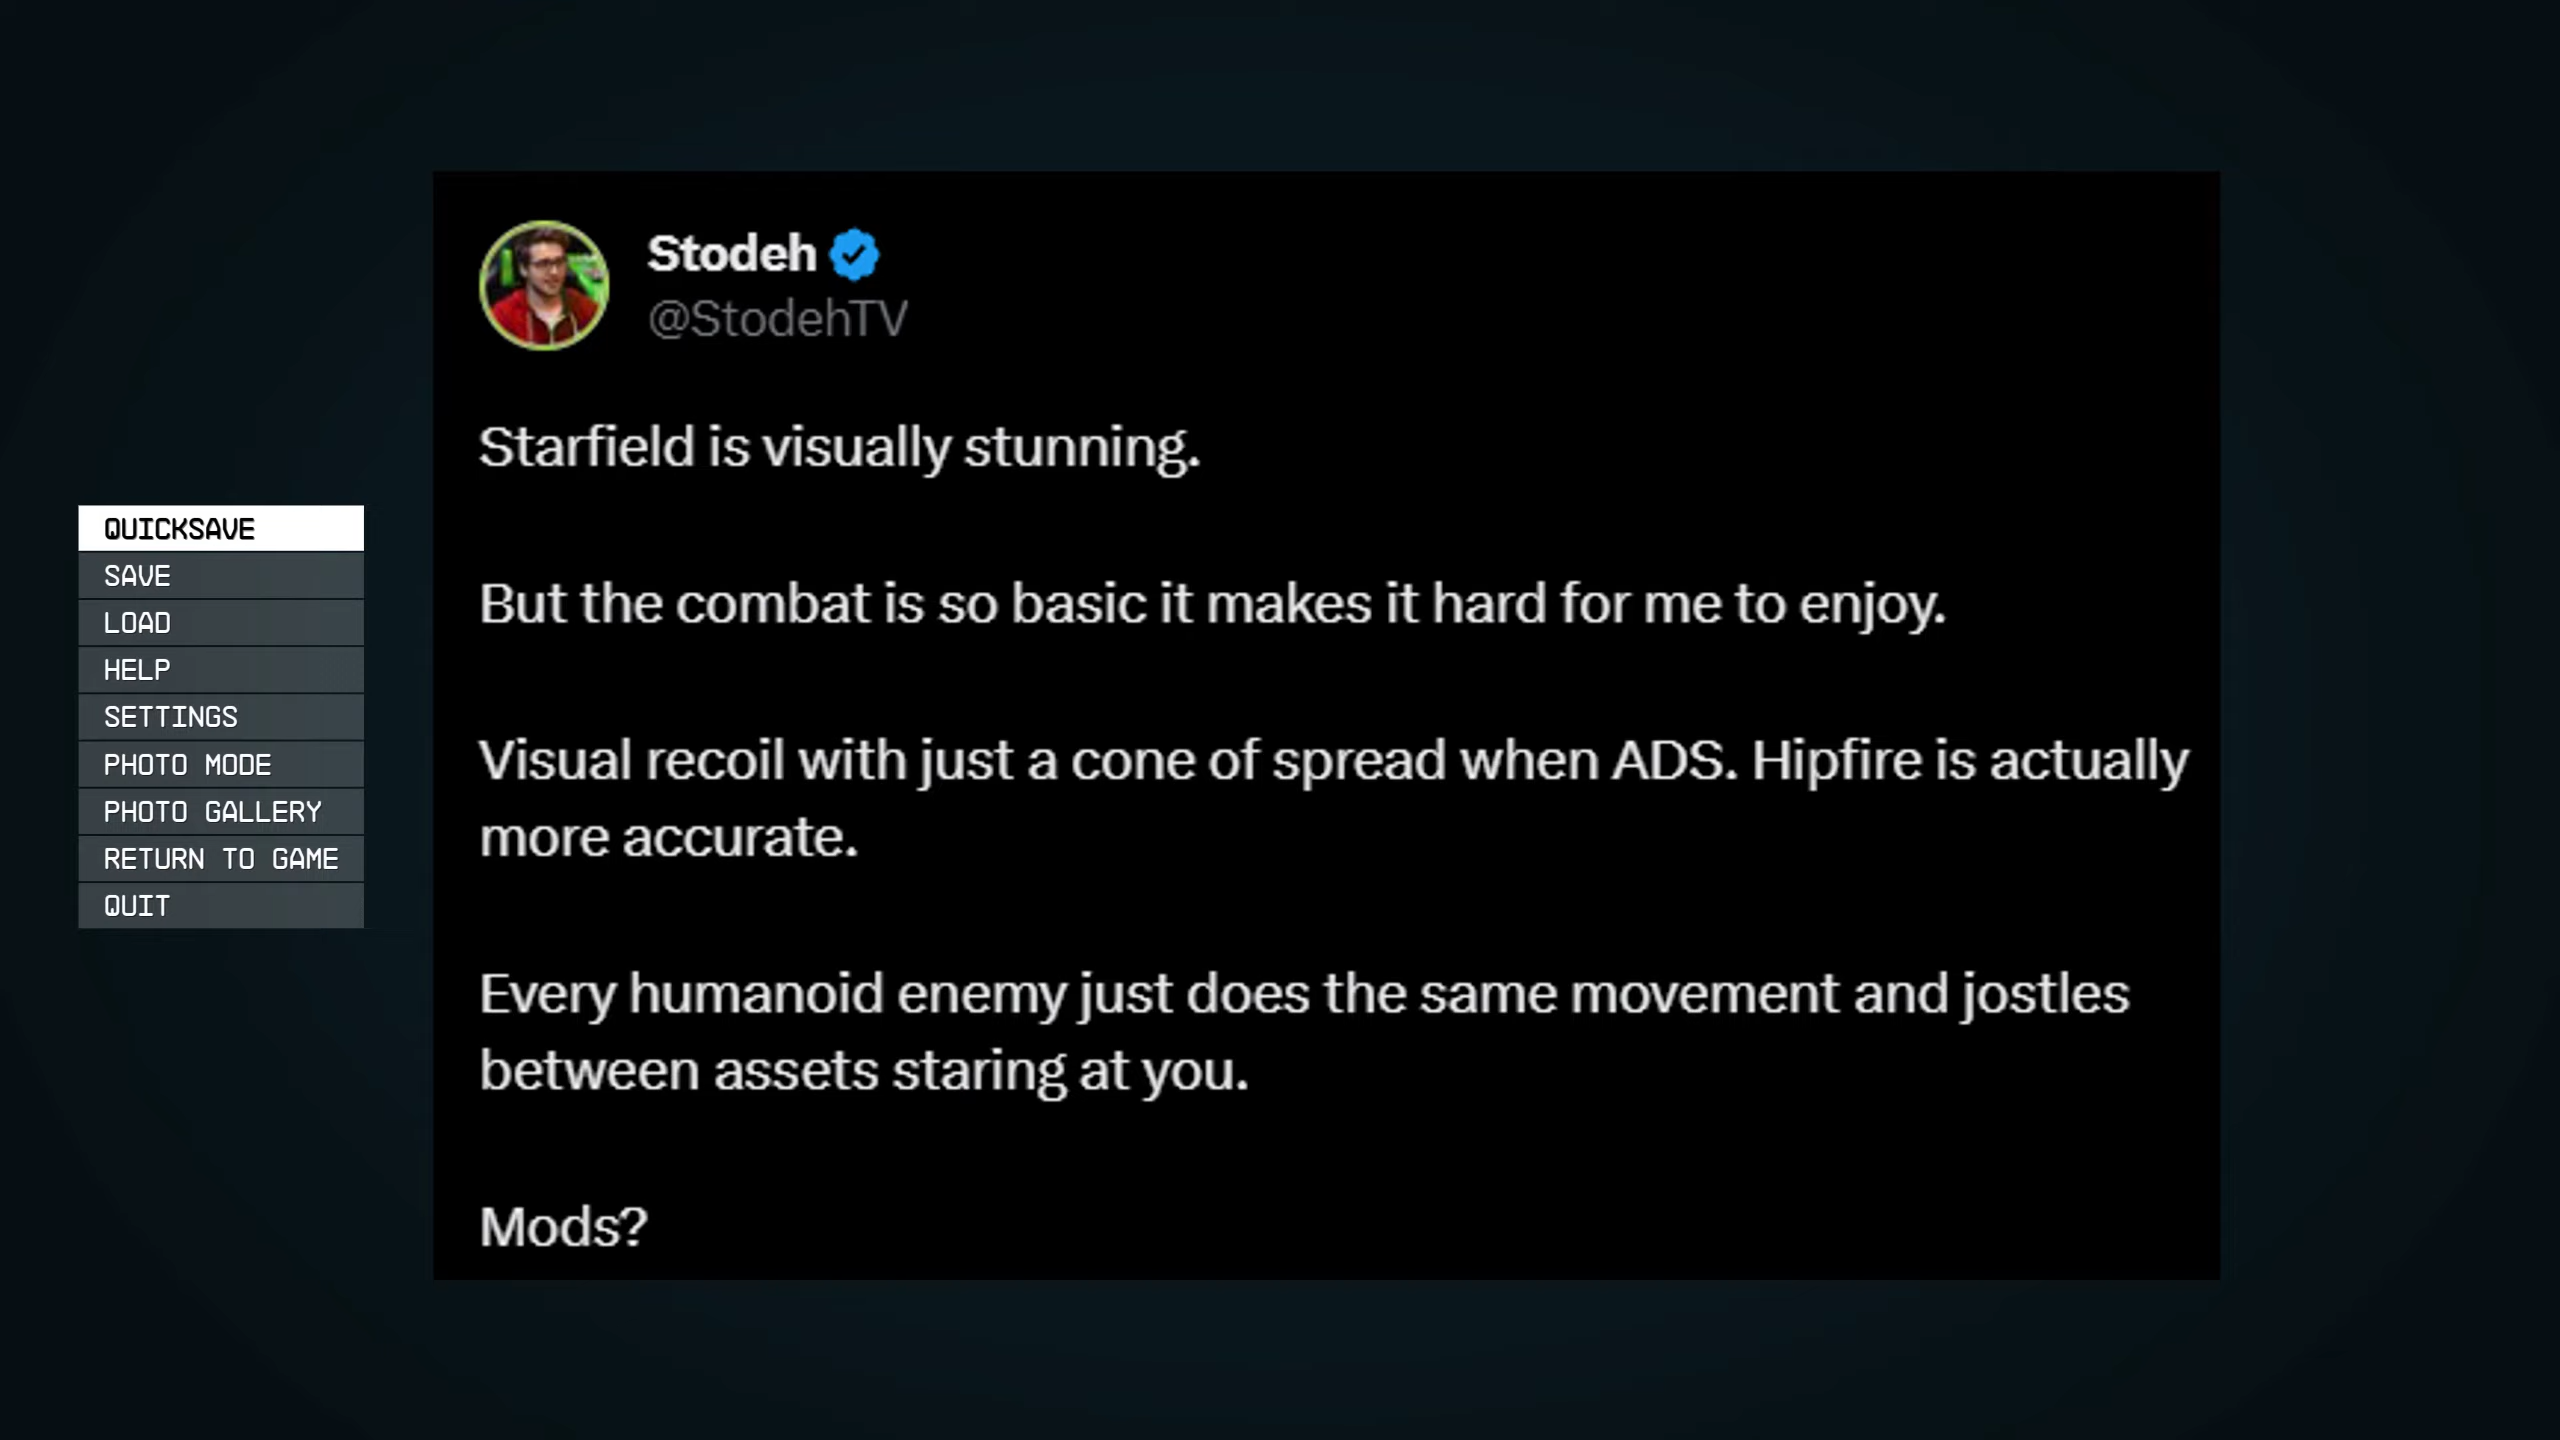 QUICKSAVE
SAVE
LOAD
HELP
SETTINGS
PHOTO MODE
PHOTO GALLERY
RETURN TO GAME
QUIT
Stodeh
@StodehTV
Starfield is visually stunning.
But the combat is so basic it makes it hard for me to enjoy.
Visual recoil with just a cone of spread when ADS. Hipfire is actually
more accurate.
Every humanoid enemy just does the same movement and jostles
between assets staring at you.
Mods?